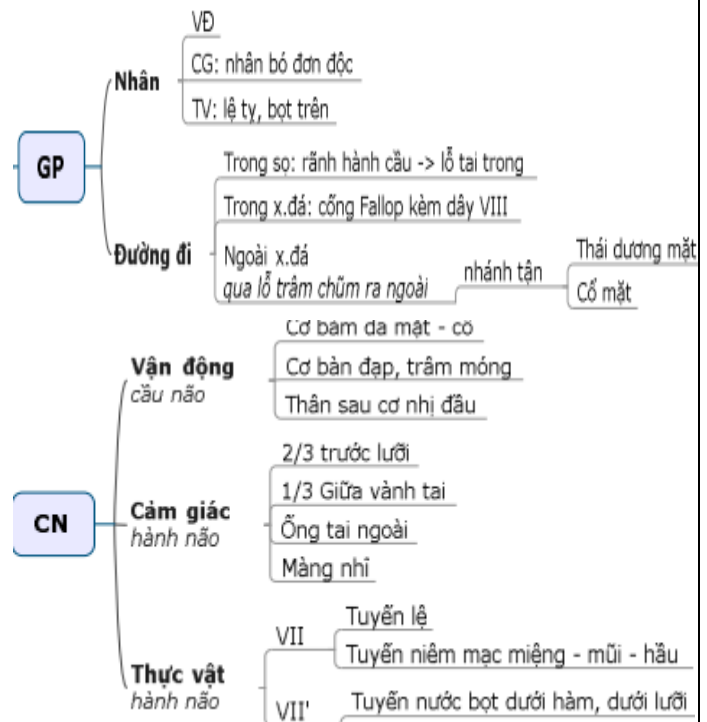 GP
Nhân
VĐ
CG: nhân bó đơn độc
TV: lệ tỵ, bọt trên
Đường đi
Trong sọ: rãnh hành cầu -> lỗ tai trong
Trong x.đá: cống Fallop kèm dây VIII
Ngoài x.đá
qua lỗ trâm chũm ra ngoài
nhánh tận
Thái dương mặt
Cổ mặt
CN
Vận động
cầu não
Cơ bám da mặt - cổ
Cơ bàn đạp, trâm móng
Thân sau cơ nhị đầu
Cảm giác
hành não
2/3 trước lưỡi
1/3 Giữa vành tai
Ống tai ngoài
Màng nhĩ
Thực vật
hành não
VII
Tuyến lệ
Tuyến niêm mạc miệng - mũi - hầu
VII'
Tuyến nước bọt dưới hàm, dưới lưỡi